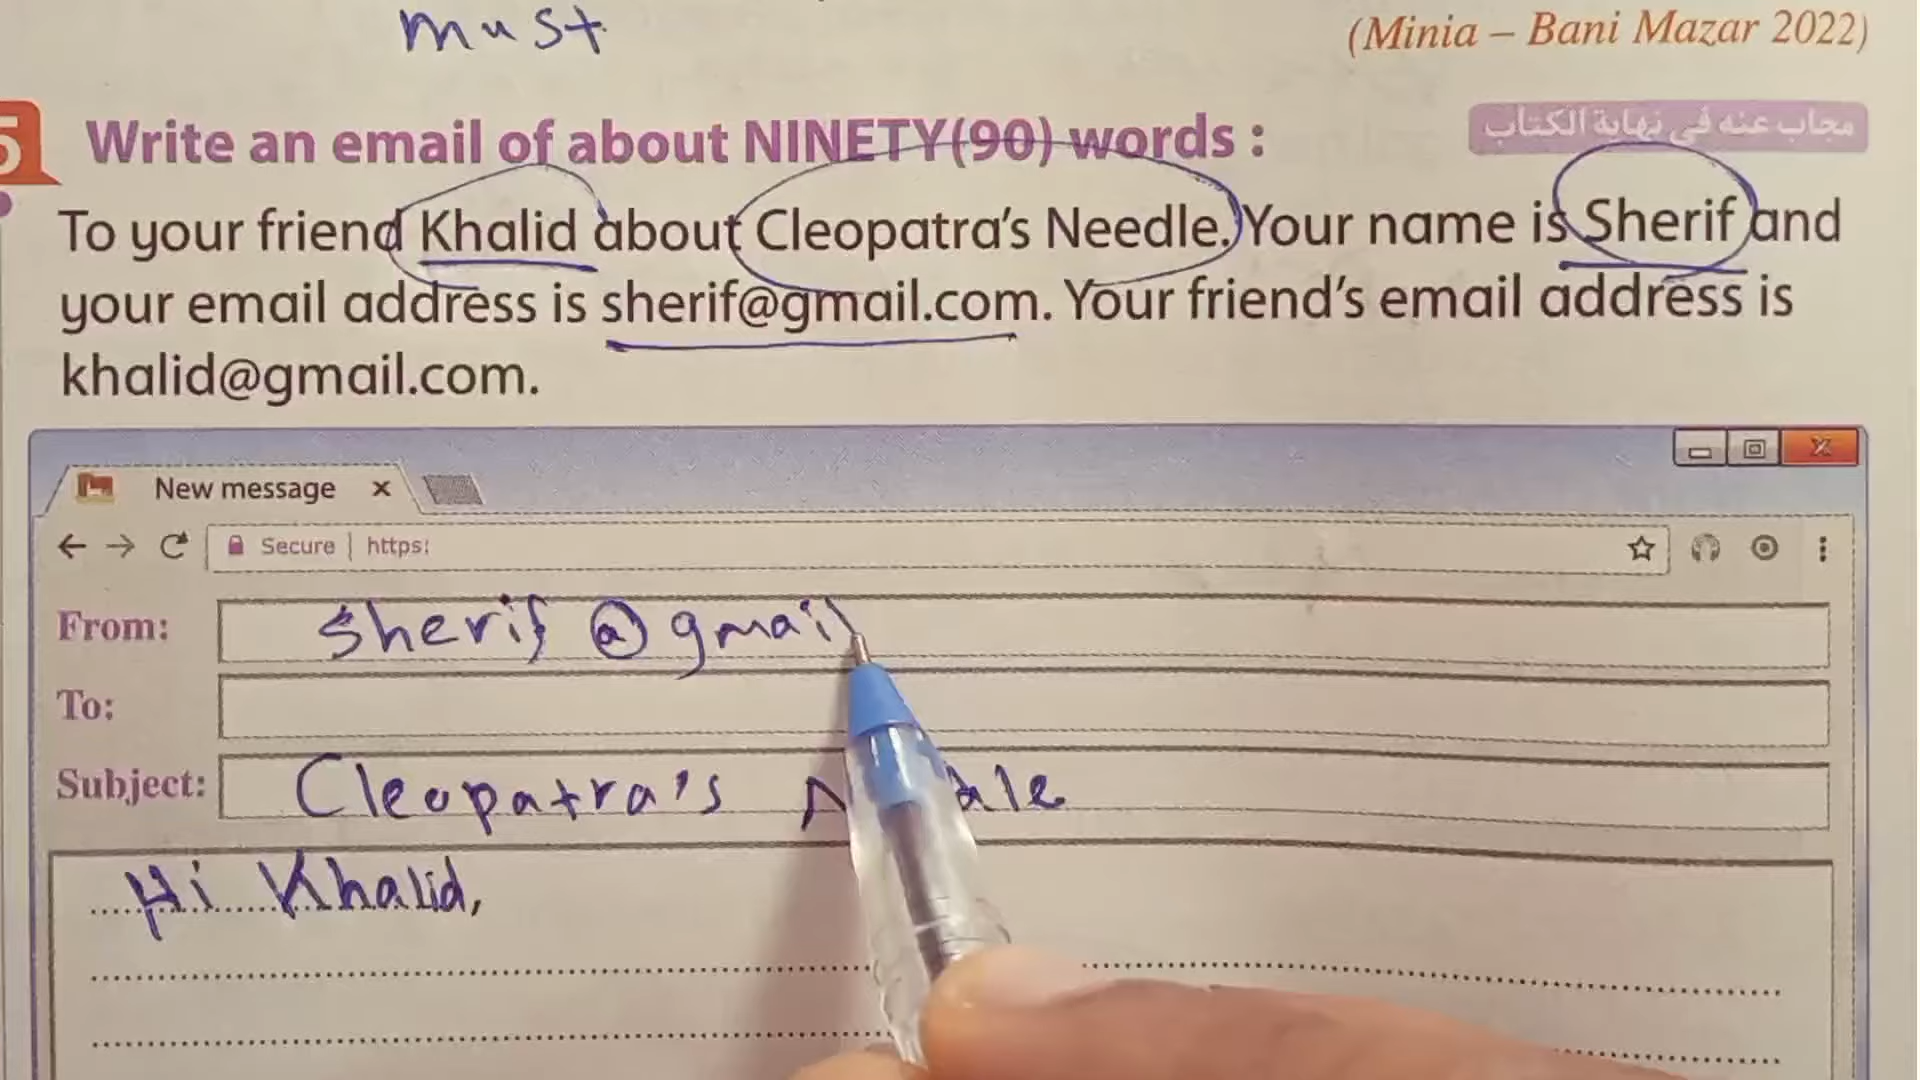 must
(Minia – Bani Mazar 2022)
5 Write an email of about NINETY(90) words :
مجاب عنه في نهاية الكتاب
To your friend Khalid about Cleopatra's Needle. Your name is Sherif and
your email address is sherif@gmail.com. Your friend's email address is
khalid@gmail.com.
New message x
Secure | https:
From: sherif @gmail
To:
Subject: Cleopatra's
Hi Khalid,